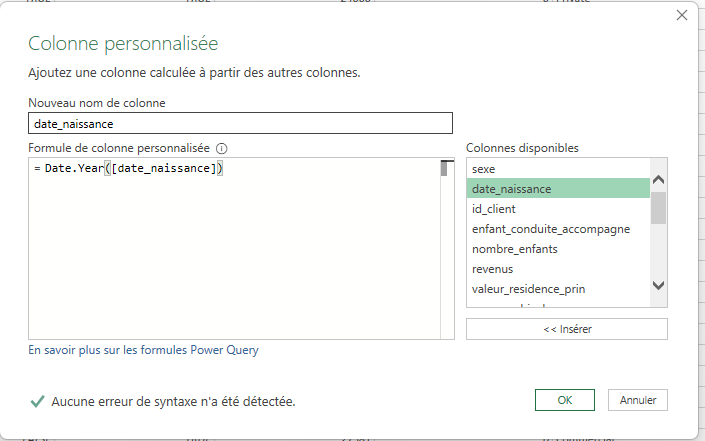 Colonne personnalisée
Ajoutez une colonne calculée à partir des autres colonnes.
Nouveau nom de colonne
date_naissance
Formule de colonne personnalisée
Colonnes disponibles
= Date.Year([date_naissance])
sexe
date_naissance
id_client
enfant_conduite_accompagne
nombre_enfants
revenus
valeur_residence_prin
<< Insérer
En savoir plus sur les formules Power Query
Aucune erreur de syntaxe n'a été détectée.
OK
Annuler